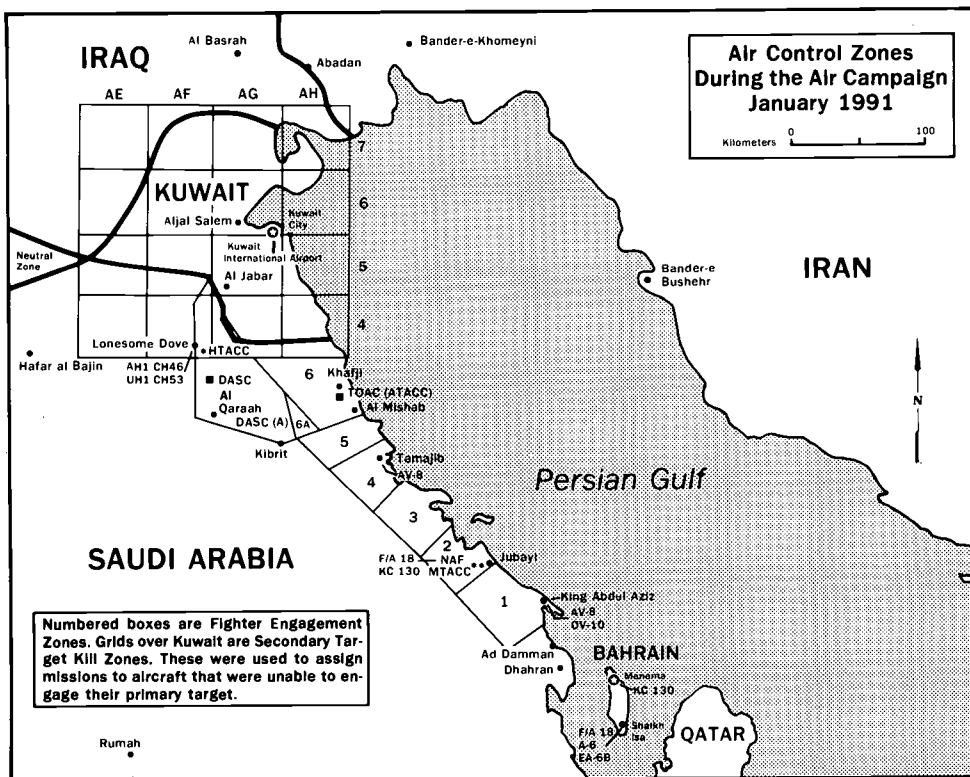 Air Control Zones
During the Air Campaign
January 1991
Kilometers
0 100
IRAQ
Al Basrah
Bander-e-Khomeyni
Abadan
AE AF AG AH
7
6
5
4
KUWAIT
Aljal Salem
Kuwait
City
Kuwait
International Airport
Neutral
Zone
Al Jabar
IRAN
Bander-e
Bushehr
Lonesome Dove
HTACC
Hafar al Bajin
AH1 CH46
UH1 CH53
DASC
Al
Qaraah
DASC (A)
Kibrit
6
6A
Khafji
TOAC (ATACC)
Al Mishab
5
Tamajib
AV-8
4
3
N
Persian Gulf
SAUDI ARABIA
2
F/A 18 NAF
KC 130 MTACC
Jubayl
1
King Abdul Aziz
AV-8
OV-10
Numbered boxes are Fighter Engagement
Zones. Grids over Kuwait are Secondary Tar-
get Kill Zones. These were used to assign
missions to aircraft that were unable to en-
gage their primary target.
Ad Damman
Dhahran
BAHRAIN
Menema
KC 130
Shaikh
Isa
F/A 18
A-6
EA-6B
QATAR
Rumah